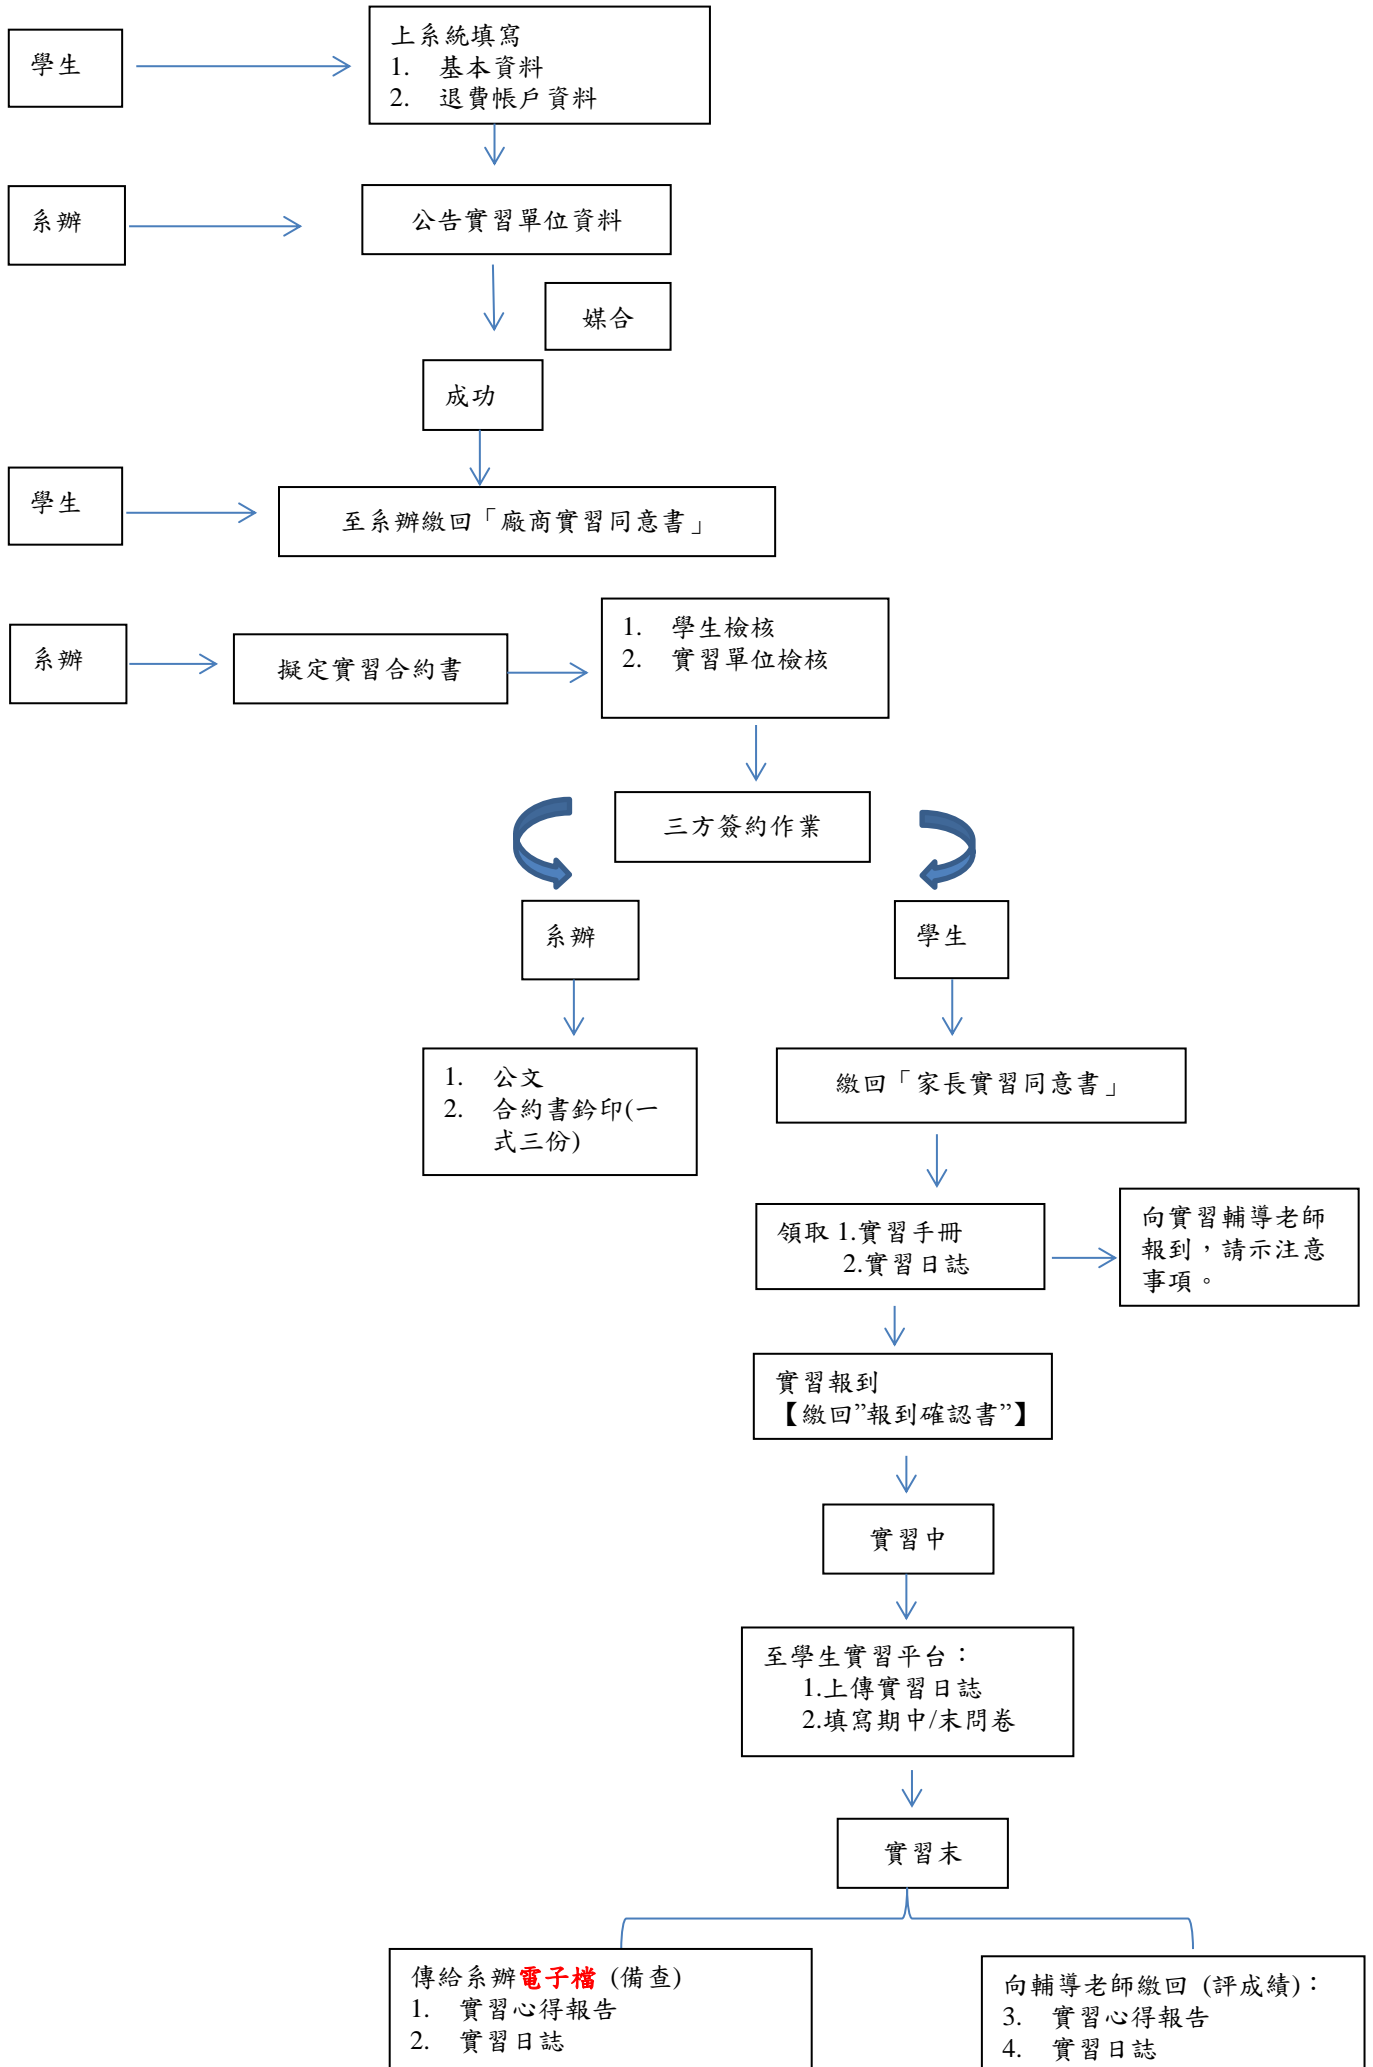 學生
上系統填寫
1. 基本資料
2. 退費帳戶資料
系辦
公告實習單位資料
媒合
成功
學生
至系辦繳回「廠商實習同意書」
系辦
擬定實習合約書
1. 學生檢核
2. 實習單位檢核
三方簽約作業
系辦
學生
1. 公文
2. 合約書鈐印(一
式三份)
繳回「家長實習同意書」
領取 1.實習手冊
2.實習日誌
向實習輔導老師
報到，請示注意
事項。
實習報到
【繳回”報到確認書”】
實習中
至學生實習平台：
1.上傳實習日誌
2.填寫期中/末問卷
實習末
傳給系辦電子檔 (備查)
1. 實習心得報告
2. 實習日誌
向輔導老師繳回 (評成績)：
3. 實習心得報告
4. 實習日誌